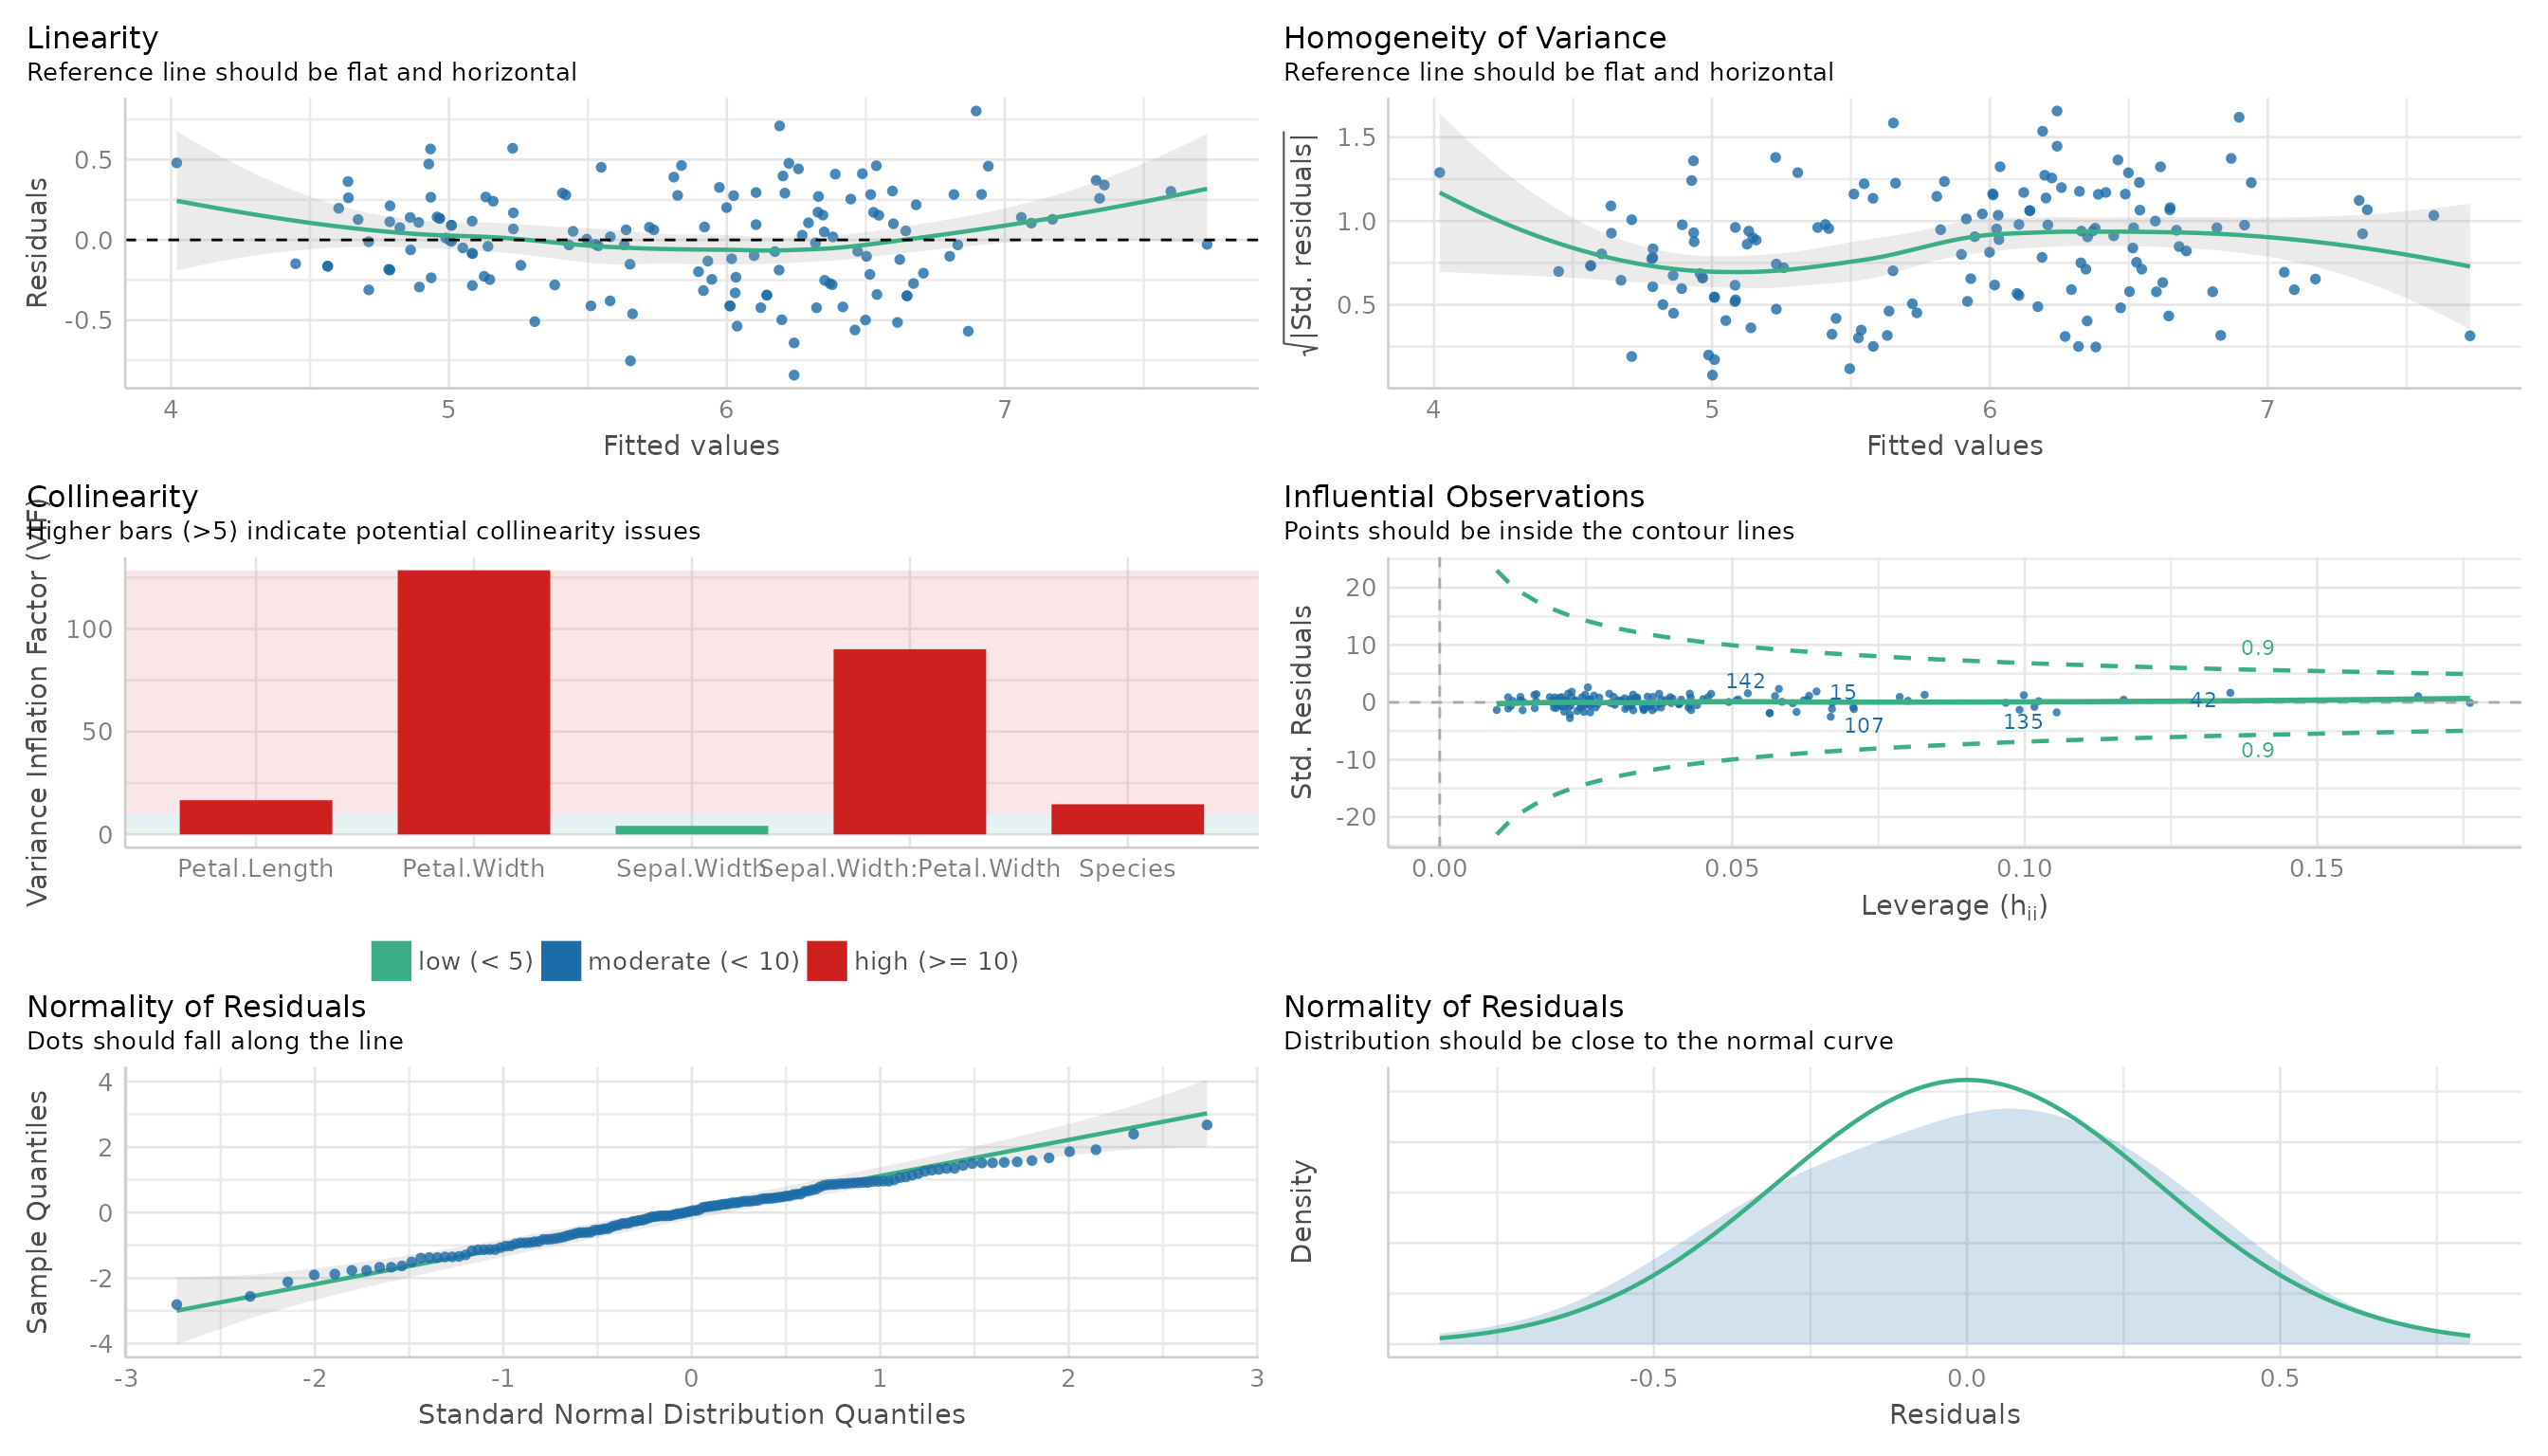 Linearity
Reference line should be flat and horizontal
Residuals
0.5
0.0
-0.5
4 5 6 7
Fitted values
Homogeneity of Variance
Reference line should be flat and horizontal
√|Std. residuals|
1.5
1.0
0.5
4 5 6 7
Fitted values
Collinearity
Higher bars (>5) indicate potential collinearity issues
Variance Inflation Factor (VIF)
100
50
0
Petal.Length Petal.Width Sepal.Width Sepal.Width:Petal.Width Species
low (< 5) moderate (< 10) high (>= 10)
Influential Observations
Points should be inside the contour lines
Std. Residuals
20
10
0
-10
-20
0.9
142
15
42
107
135
0.9
0.00 0.05 0.10 0.15
Leverage (hii)
Normality of Residuals
Dots should fall along the line
Sample Quantiles
4
2
0
-2
-4
-3 -2 -1 0 1 2 3
Standard Normal Distribution Quantiles
Normality of Residuals
Distribution should be close to the normal curve
Density
-0.5 0.0 0.5
Residuals